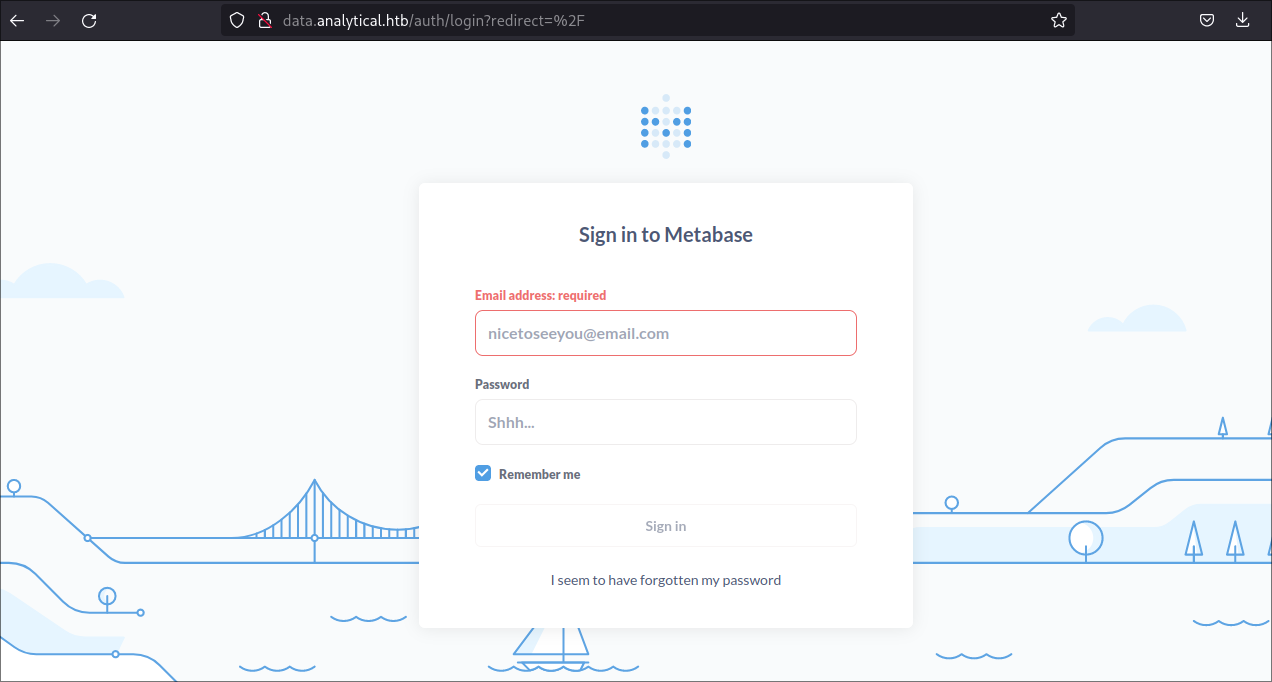 data.analytical.htb/auth/login?redirect=%2F
Sign in to Metabase
Email address: required
nicetoseeyou@email.com
Password
Shhh...
Remember me
Sign in
I seem to have forgotten my password